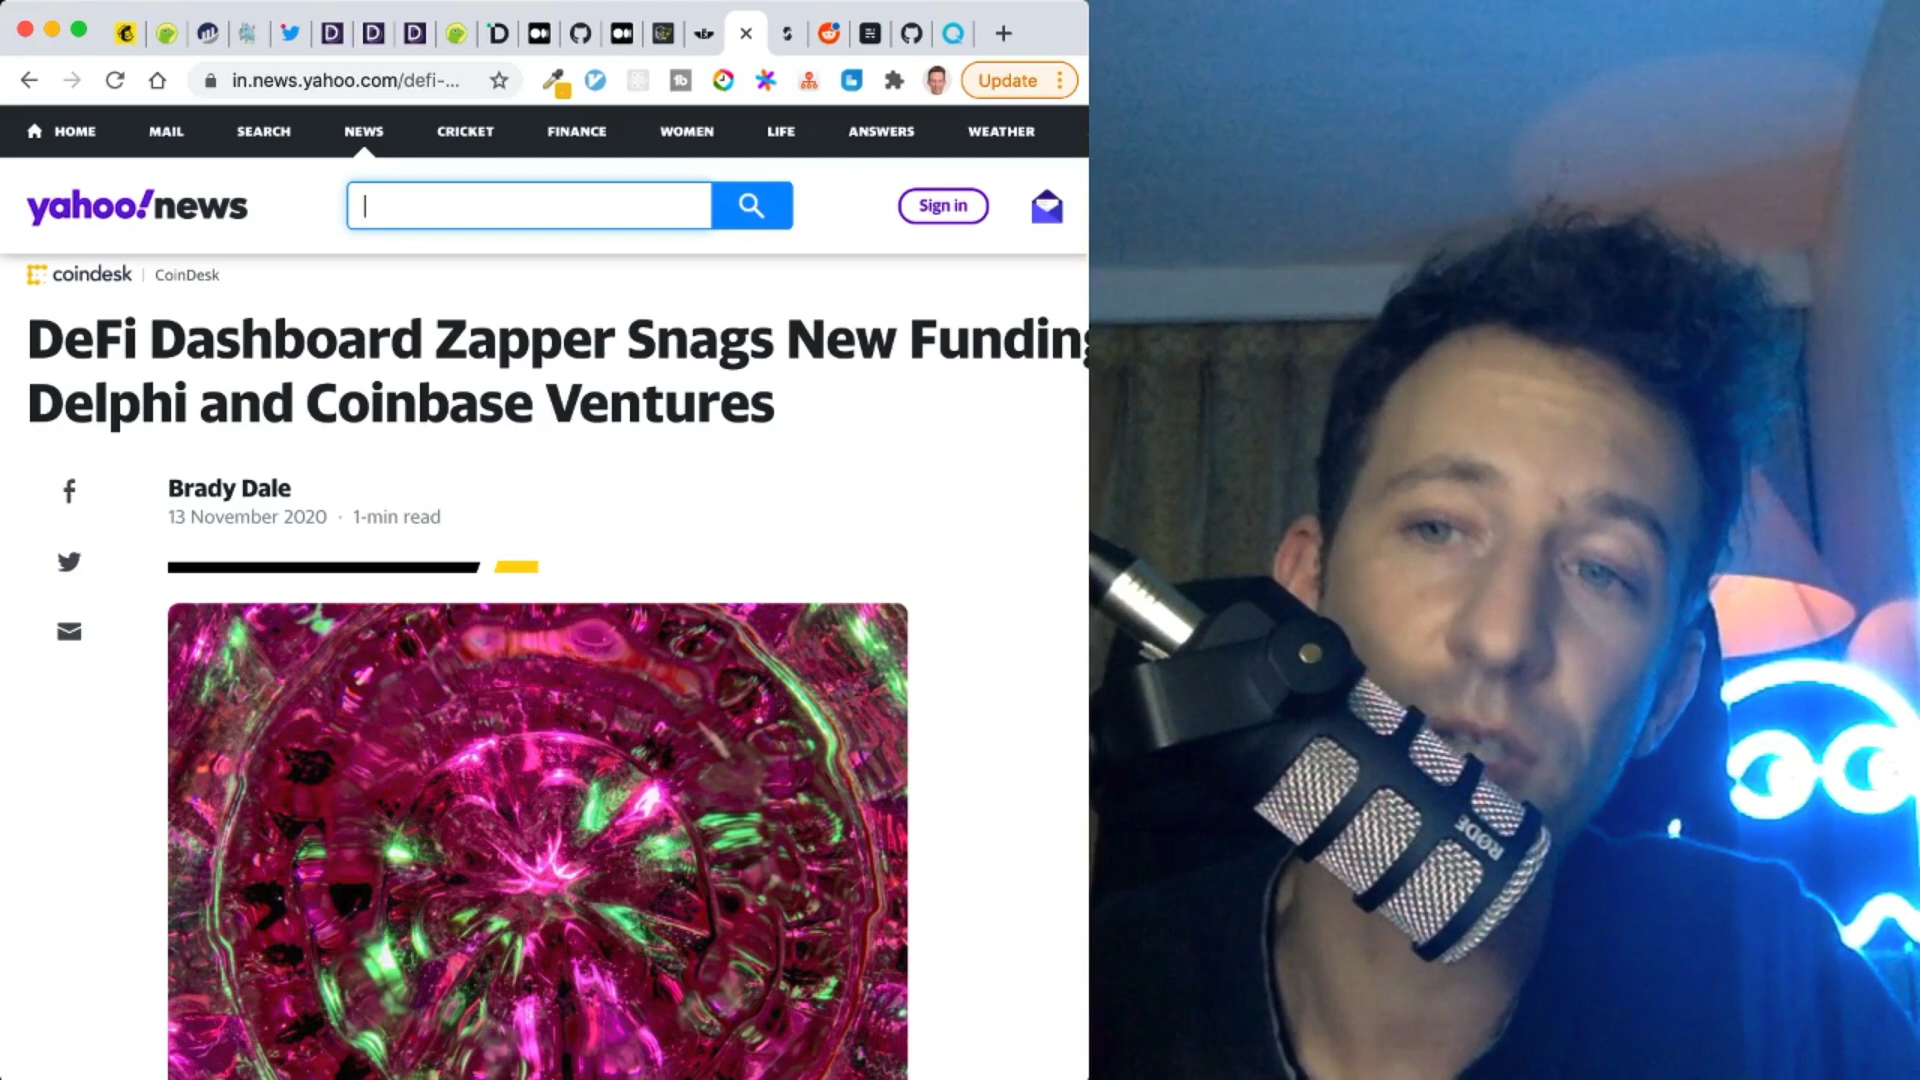 in.news.yahoo.com/defi-...
Update
HOME MAIL SEARCH NEWS CRICKET FINANCE WOMEN LIFE ANSWERS WEATHER
yahoo!news
Sign in
coindesk | CoinDesk
DeFi Dashboard Zapper Snags New Funding
Delphi and Coinbase Ventures
Brady Dale
13 November 2020 · 1-min read
RØDE